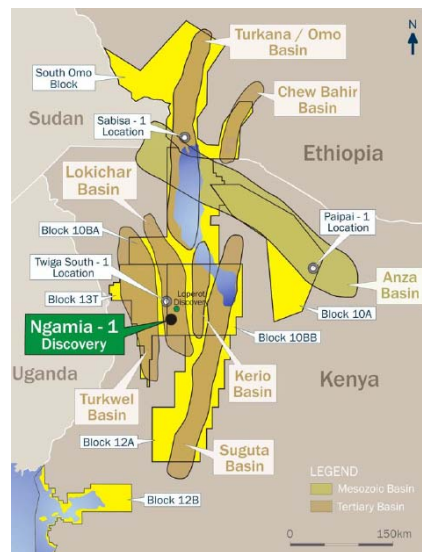 Turkana / Omo
Basin
N
South Omo
Block
Chew Bahir
Basin
Sudan
Sabisa - 1
Location
Ethiopia
Lokichar
Basin
Block 10BA
Paipai - 1
Location
Twiga South - 1
Location
Loperot
Discovery
Block 13T
Anza
Basin
Block 10A
Ngamia - 1
Discovery
Block 10BB
Uganda
Kerio
Basin
Kenya
Turkwel
Basin
Block 12A
Suguta
Basin
LEGEND
Mesozoic Basin
Tertiary Basin
Block 12B
0
150km